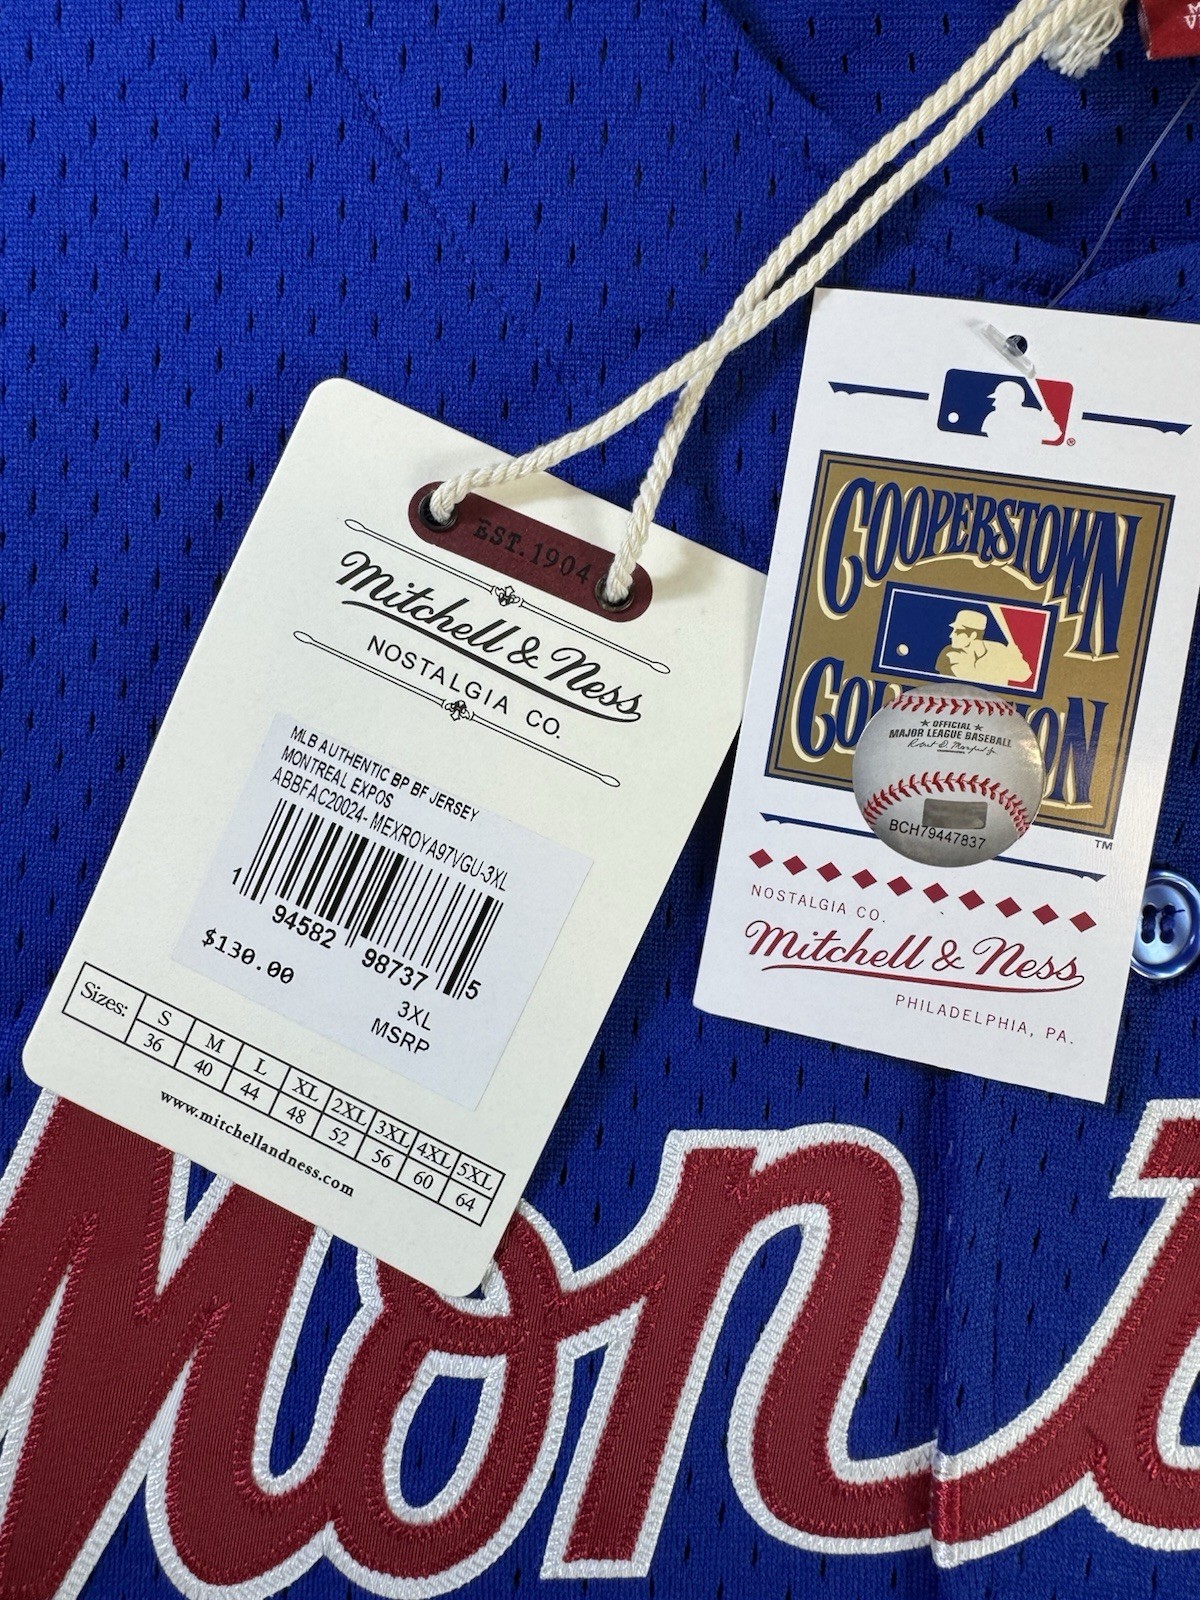 EST.1904
Mitchell & Ness
NOSTALGIA CO.
MLB AUTHENTIC BP BF JERSEY
MONTREAL EXPOS
ABBFAC20024- MEXROYA97VGU-3XL
1 94582 98737 5
$130.00
3XL
MSRP
Sizes: S M L XL 2XL 3XL 4XL 5XL
36 40 44 48 52 56 60 64
www.mitchellandness.com
COOPERSTOWN
OFFICIAL
MAJOR LEAGUE BASEBALL
BCH79447837
TM
NOSTALGIA CO.
Mitchell & Ness
PHILADELPHIA, PA.
Mont